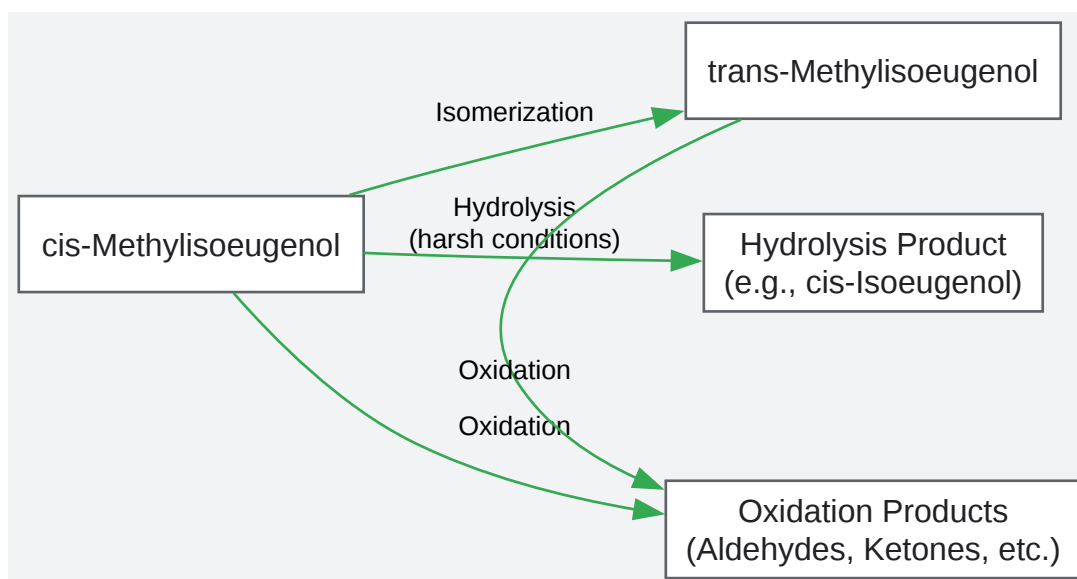 trans-Methylisoeugenol
Isomerization
cis-Methylisoeugenol
Hydrolysis
(harsh conditions)
Hydrolysis Product
(e.g., cis-Isoeugenol)
Oxidation
Oxidation
Oxidation Products
(Aldehydes, Ketones, etc.)